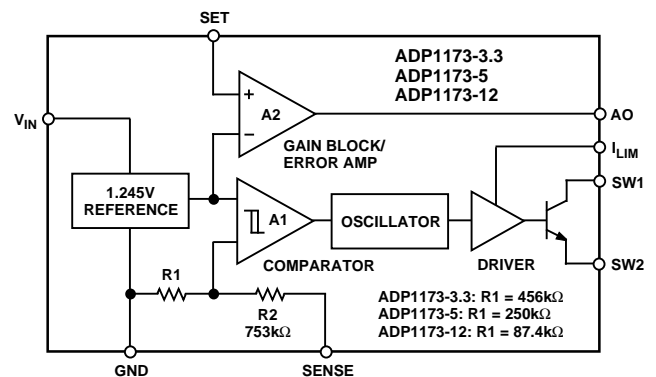 SET
ADP1173-3.3
ADP1173-5
ADP1173-12
VIN
+
A2
−
AO
GAIN BLOCK/
ERROR AMP
ILIM
1.245V
REFERENCE
A1
OSCILLATOR
SW1
COMPARATOR
DRIVER
SW2
R1
R2
753kΩ
ADP1173-3.3: R1 = 456kΩ
ADP1173-5: R1 = 250kΩ
ADP1173-12: R1 = 87.4kΩ
GND
SENSE